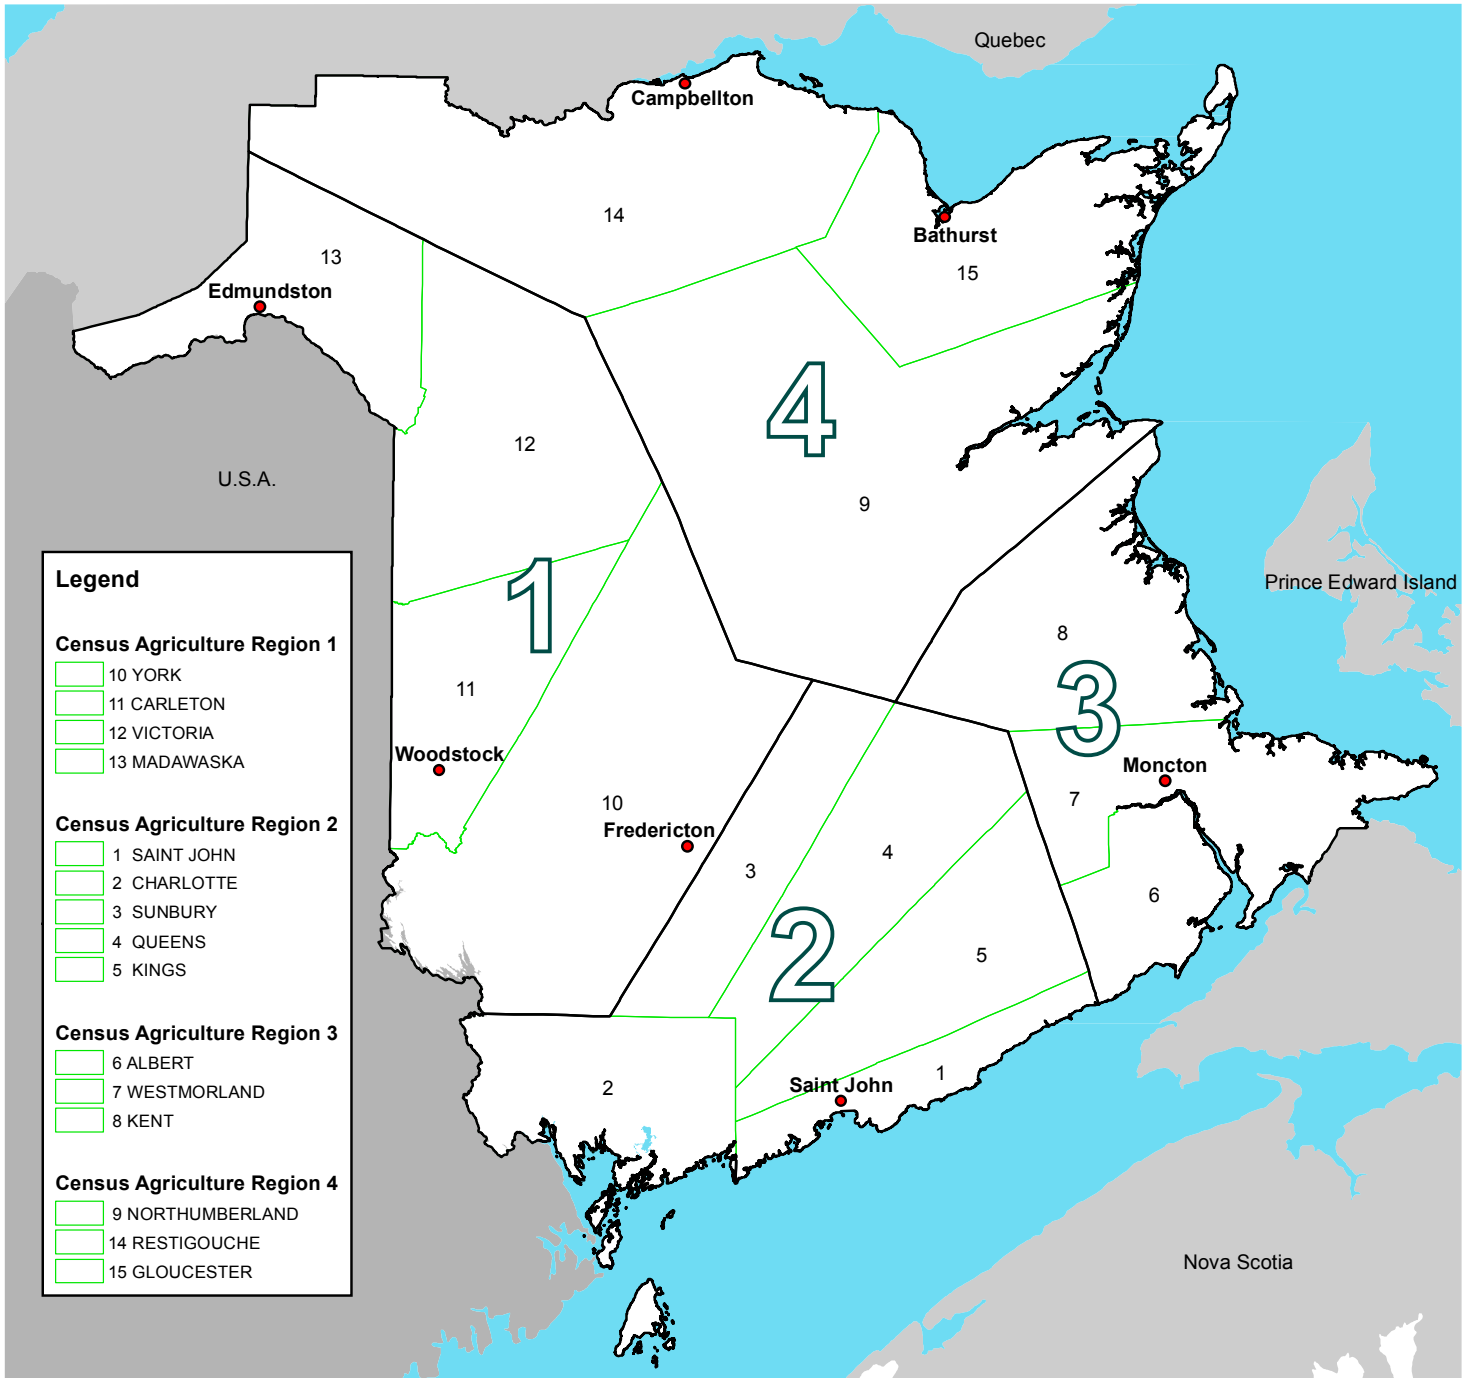 Quebec
Campbellton
14
Bathurst
13
15
Edmundston
4
12
U.S.A.
9
1
Prince Edward Island
8
11
3
Woodstock
Moncton
7
10
Fredericton
4
3
6
2
5
1
2
Saint John
Nova Scotia
Legend
Census Agriculture Region 1
10 YORK
11 CARLETON
12 VICTORIA
13 MADAWASKA
Census Agriculture Region 2
1 SAINT JOHN
2 CHARLOTTE
3 SUNBURY
4 QUEENS
5 KINGS
Census Agriculture Region 3
6 ALBERT
7 WESTMORLAND
8 KENT
Census Agriculture Region 4
9 NORTHUMBERLAND
14 RESTIGOUCHE
15 GLOUCESTER